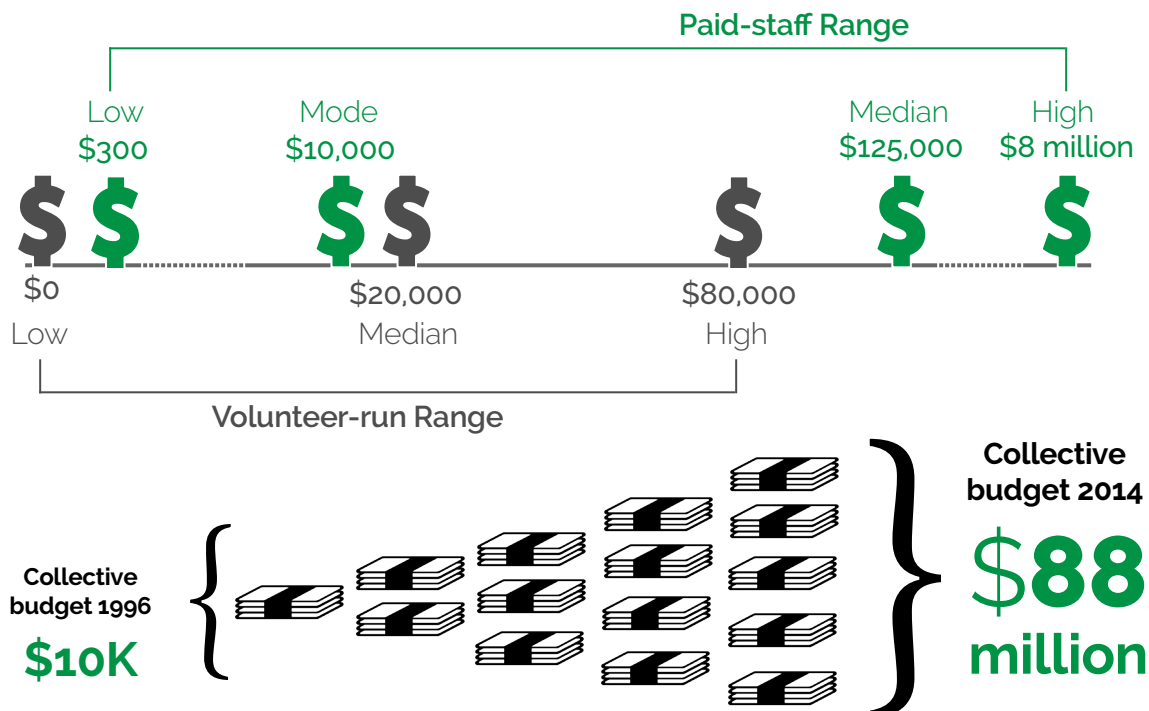 Paid-staff Range
Low
$300
Mode
$10,000
Median
$125,000
High
$8 million
$ $ $ $ $ $ $
$0
Low
$20,000
Median
$80,000
High
Volunteer-run Range
Collective
budget 1996
$10K
Collective
budget 2014
$88
million